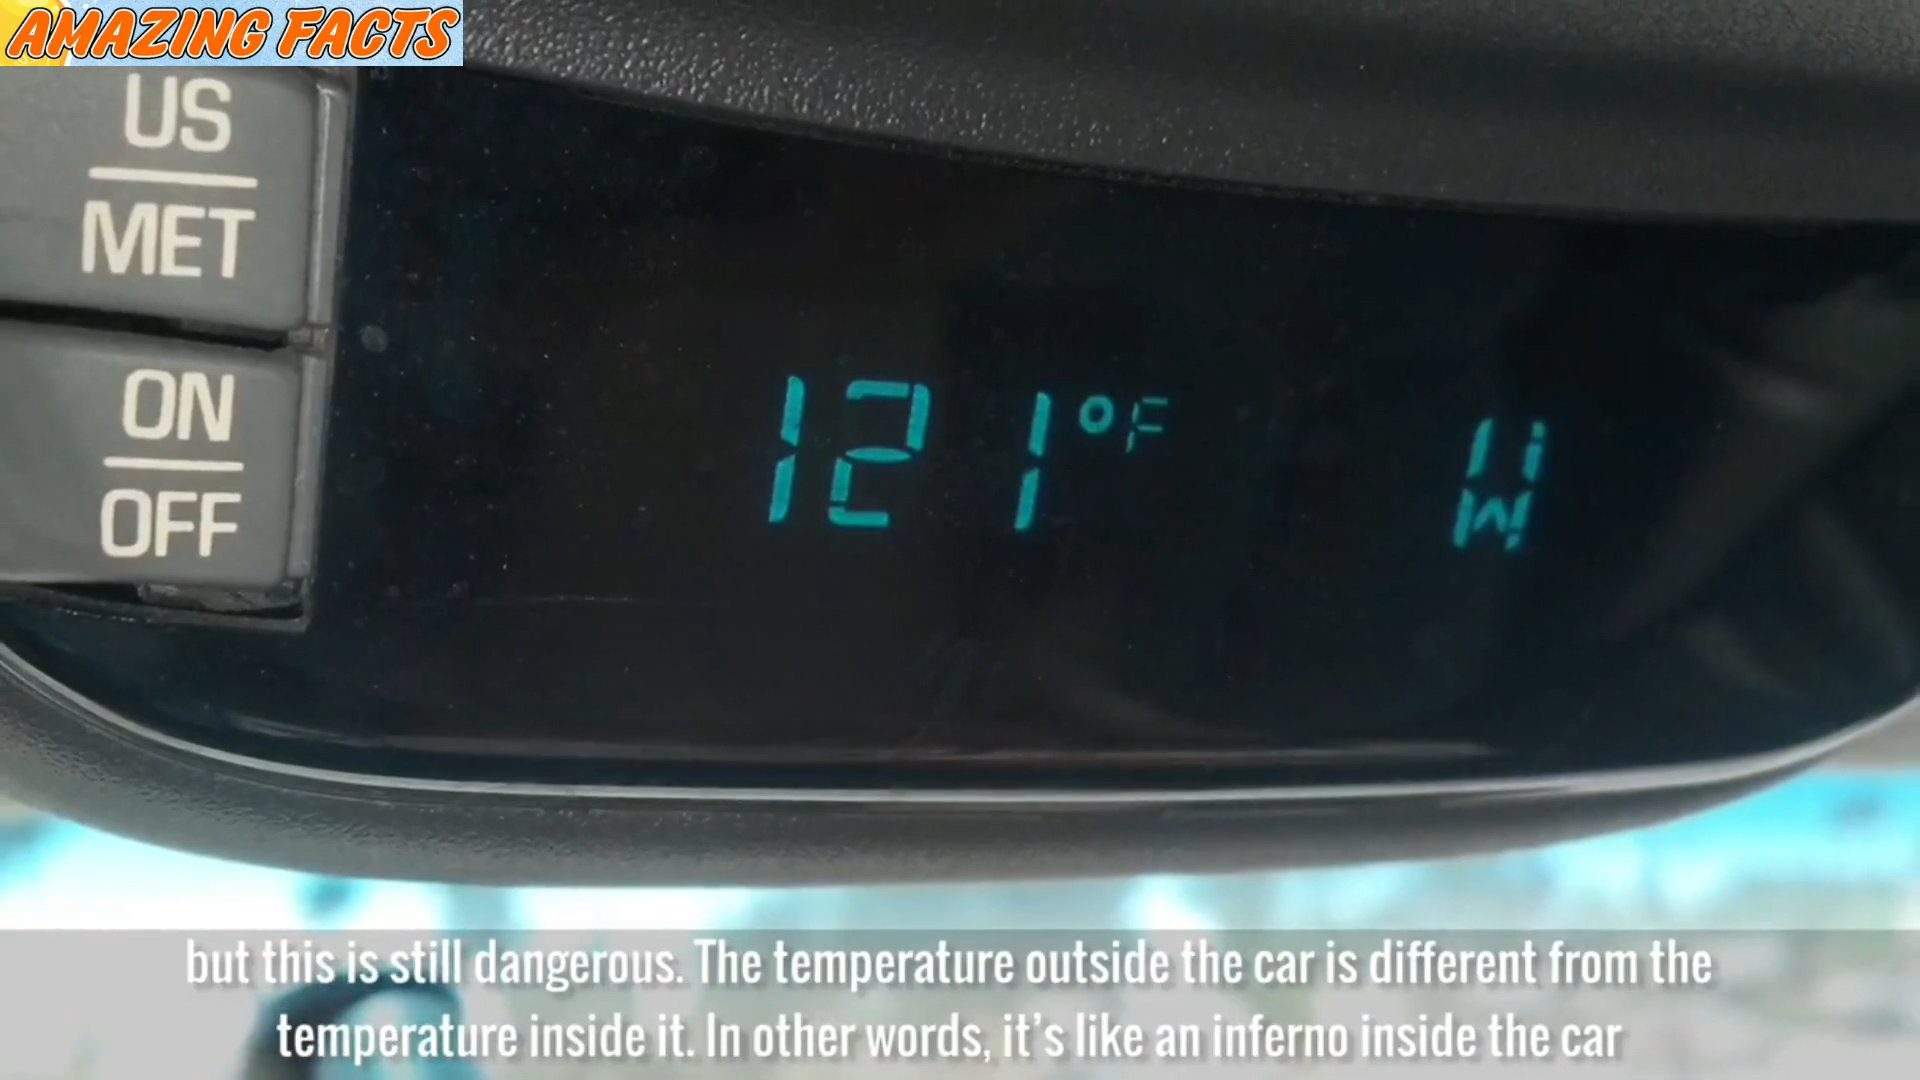 AMAZING FACTS
US
MET
ON
OFF
121°F W
but this is still dangerous. The temperature outside the car is different from the
temperature inside it. In other words, it's like an inferno inside the car